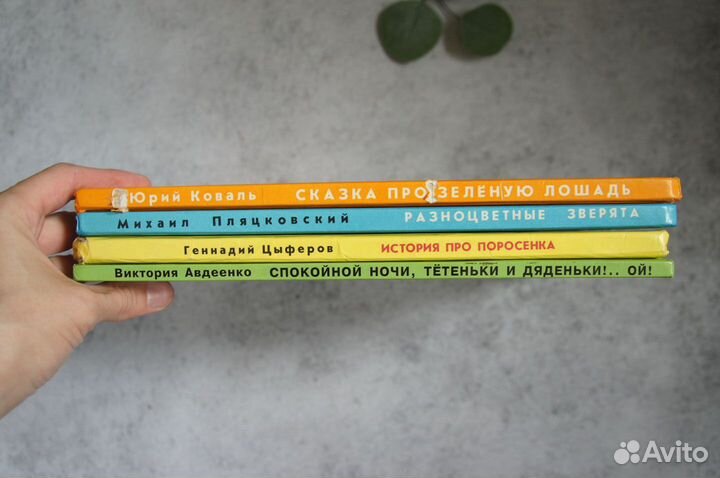 Юрий Коваль СКАЗКА ПРО ЗЕЛЕНУЮ ЛОШАДЬ
Михаил Пляцковский РАЗНОЦВЕТНЫЕ ЗВЕРЯТА
Геннадий Цыферов ИСТОРИЯ ПРО ПОРОСЕНКА
Виктория Авдеенко СПОКОЙНОЙ НОЧИ, ТЁТЕНЬКИ И ДЯДЕНЬКИ!.. ОЙ!
Avito